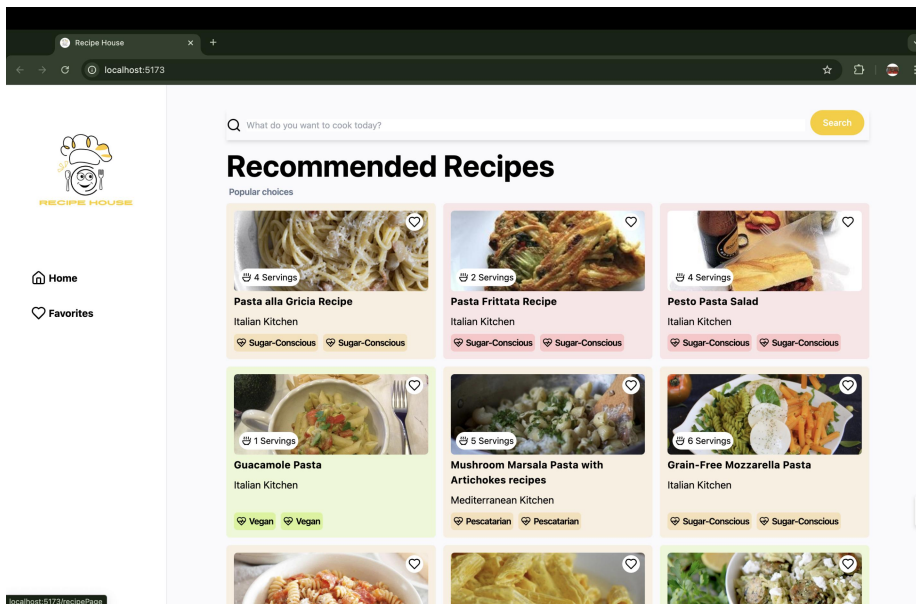 Recipe House
localhost:5173
What do you want to cook today?
Search
RECIPE HOUSE
Home
Favorites
Recommended Recipes
Popular choices
4 Servings
Pasta alla Gricia Recipe
Italian Kitchen
Sugar-Conscious Sugar-Conscious
2 Servings
Pasta Frittata Recipe
Italian Kitchen
Sugar-Conscious Sugar-Conscious
4 Servings
Pesto Pasta Salad
Italian Kitchen
Sugar-Conscious Sugar-Conscious
1 Servings
Guacamole Pasta
Italian Kitchen
Vegan Vegan
5 Servings
Mushroom Marsala Pasta with
Artichokes recipes
Mediterranean Kitchen
Pescatarian Pescatarian
6 Servings
Grain-Free Mozzarella Pasta
Italian Kitchen
Sugar-Conscious Sugar-Conscious
localhost:5173/recipePage